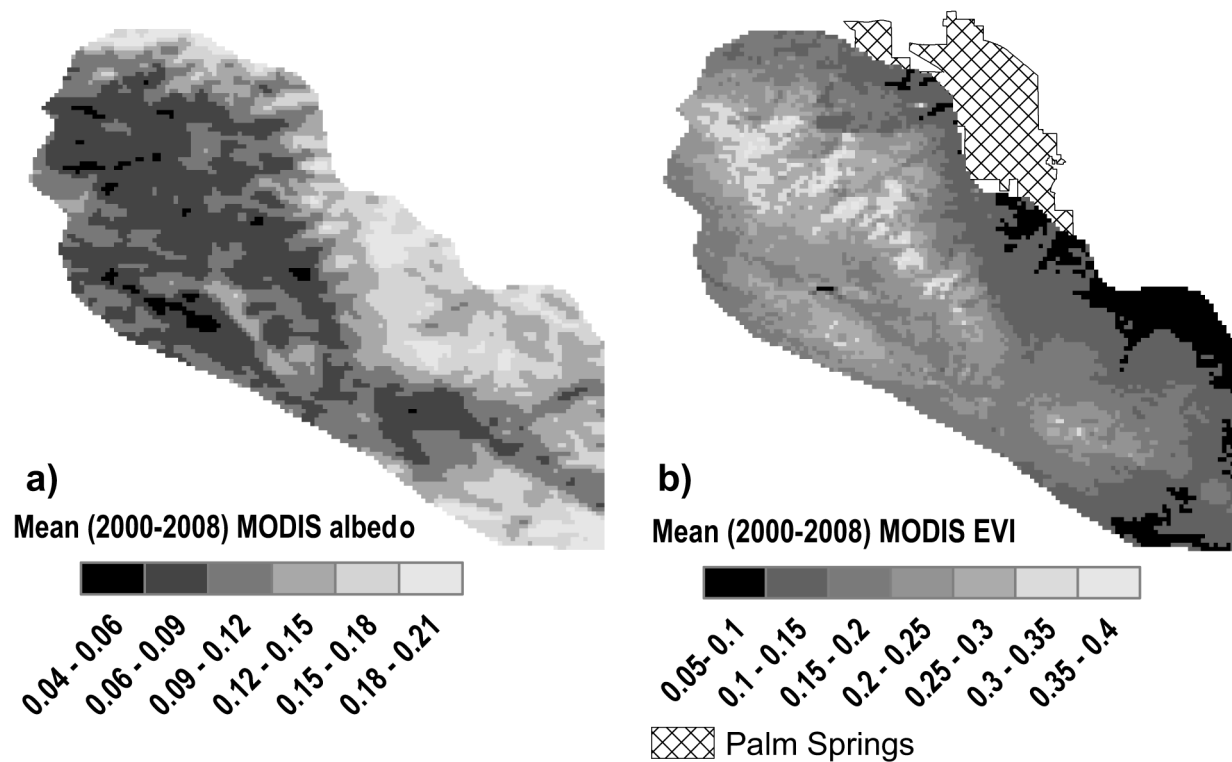 a)
Mean (2000-2008) MODIS albedo
0.04 - 0.06
0.06 - 0.09
0.09 - 0.12
0.12 - 0.15
0.15 - 0.18
0.18 - 0.21
b)
Mean (2000-2008) MODIS EVI
0.05- 0.1
0.1 - 0.15
0.15 - 0.2
0.2 - 0.25
0.25 - 0.3
0.3 - 0.35
0.35 - 0.4
Palm Springs